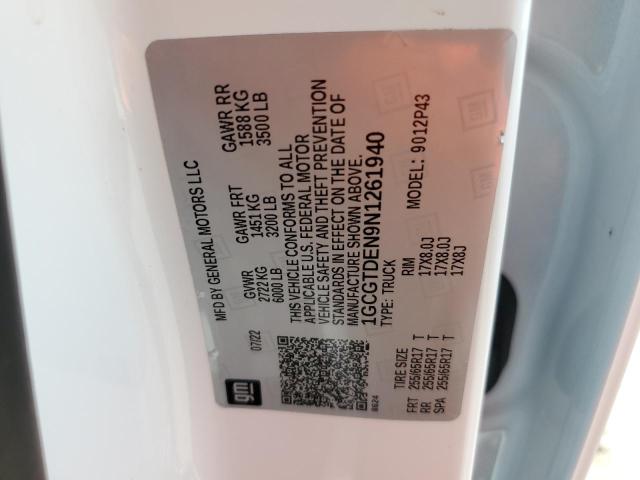 gm
07/22
MFD BY GENERAL MOTORS LLC
GVWR GAWR FRT GAWR RR
2722 KG 1451 KG 1588 KG
6000 LB 3200 LB 3500 LB
THIS VEHICLE CONFORMS TO ALL
APPLICABLE U.S. FEDERAL MOTOR
VEHICLE SAFETY AND THEFT PREVENTION
STANDARDS IN EFFECT ON THE DATE OF
MANUFACTURE SHOWN ABOVE.
1GCGTDEN9N1261940
TYPE: TRUCK MODEL: 9012P43
8624
TIRE SIZE RIM
FRT 255/65R17 T 17X8.0J
RR 255/65R17 T 17X8.0J
SPA 255/65R17 T 17X8J